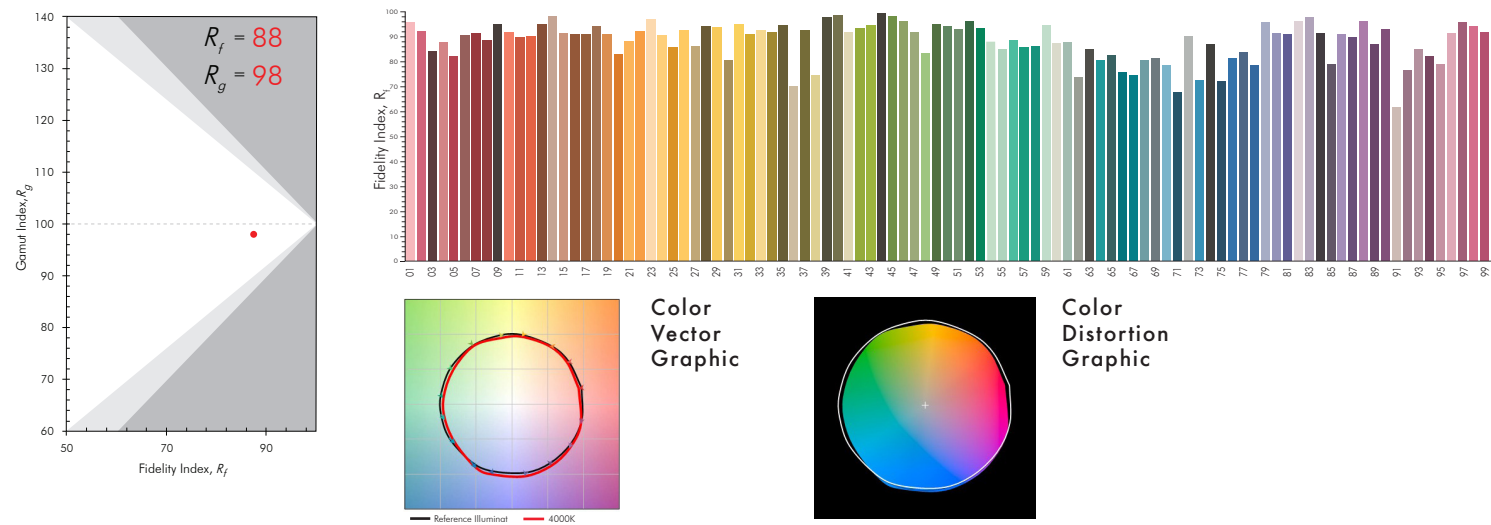 140
130
120
110
100
90
80
70
60
50
70
90
Gamut Index,Rg
Fidelity Index, Rf
Rf = 88
Rg = 98
Fidelity Index, R
100
90
80
70
60
50
40
30
20
10
0
01 03 05 07 09 11 13 15 17 19 21 23 25 27 29 31 33 35 37 39 41 43 45 47 49 51 53 55 57 59 61 63 65 67 69 71 73 75 77 79 81 83 85 87 89 91 93 95 97 99
Color
Vector
Graphic
Reference Illuminat
4000K
Color
Distortion
Graphic